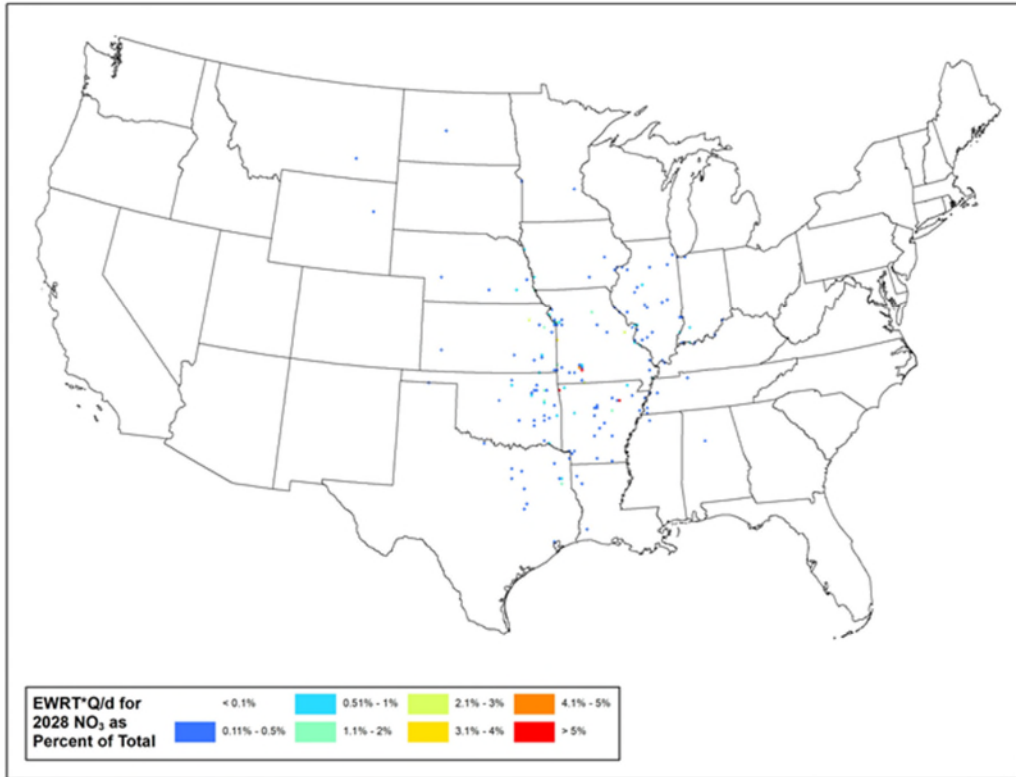 EWRT*Q/d for
2028 NO₃ as
Percent of Total
< 0.1%
0.11% - 0.5%
0.51% - 1%
1.1% - 2%
2.1% - 3%
3.1% - 4%
4.1% - 5%
> 5%